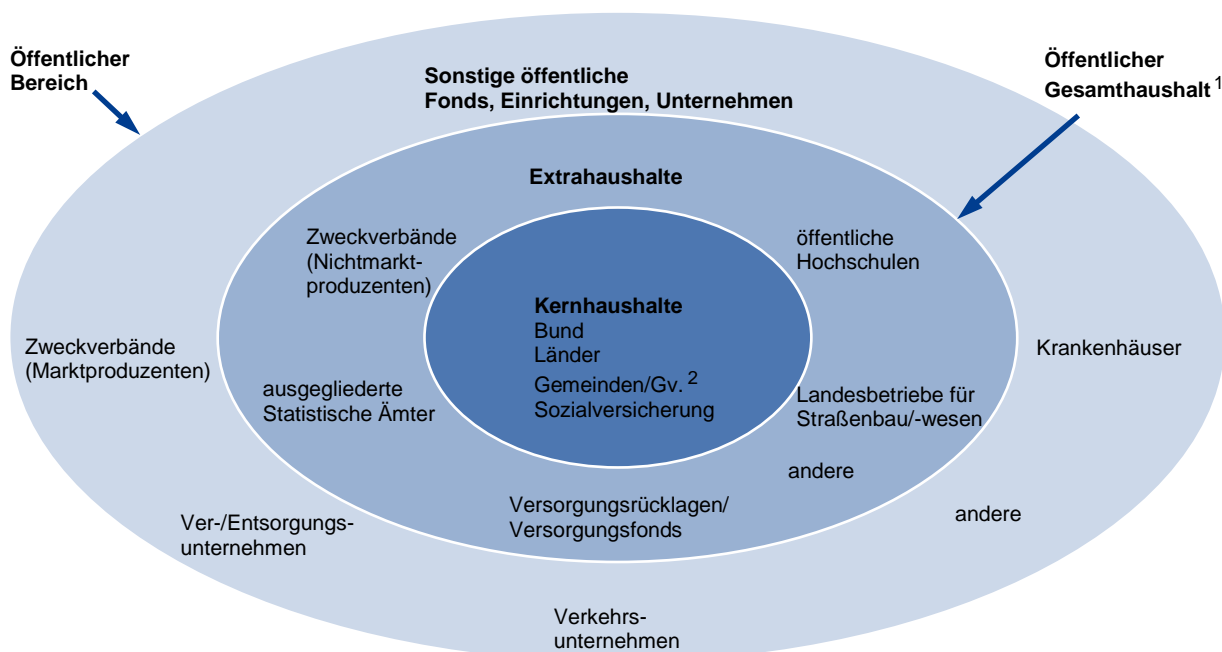 Öffentlicher
Bereich
Sonstige öffentliche
Fonds, Einrichtungen, Unternehmen
Öffentlicher
Gesamthaushalt 1
Extrahaushalte
Zweckverbände
(Nichtmarkt-
produzenten)
öffentliche
Hochschulen
Kernhaushalte
Bund
Länder
Gemeinden/Gv. 2
Sozialversicherung
Zweckverbände
(Marktproduzenten)
Krankenhäuser
ausgegliederte
Statistische Ämter
Landesbetriebe für
Straßenbau/-wesen
andere
Versorgungsrücklagen/
Versorgungsfonds
Ver-/Entsorgungs-
unternehmen
andere
Verkehrs-
unternehmen